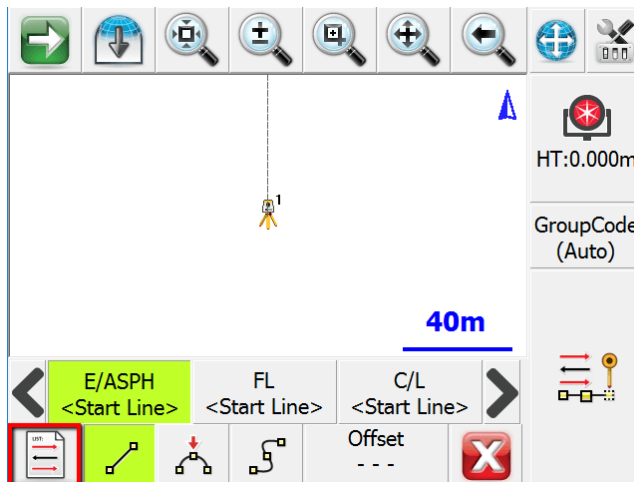 HT:0.000m
1
GroupCode
(Auto)
40m
E/ASPH
<Start Line>
FL
<Start Line>
C/L
<Start Line>
LIST:
Offset
- - -